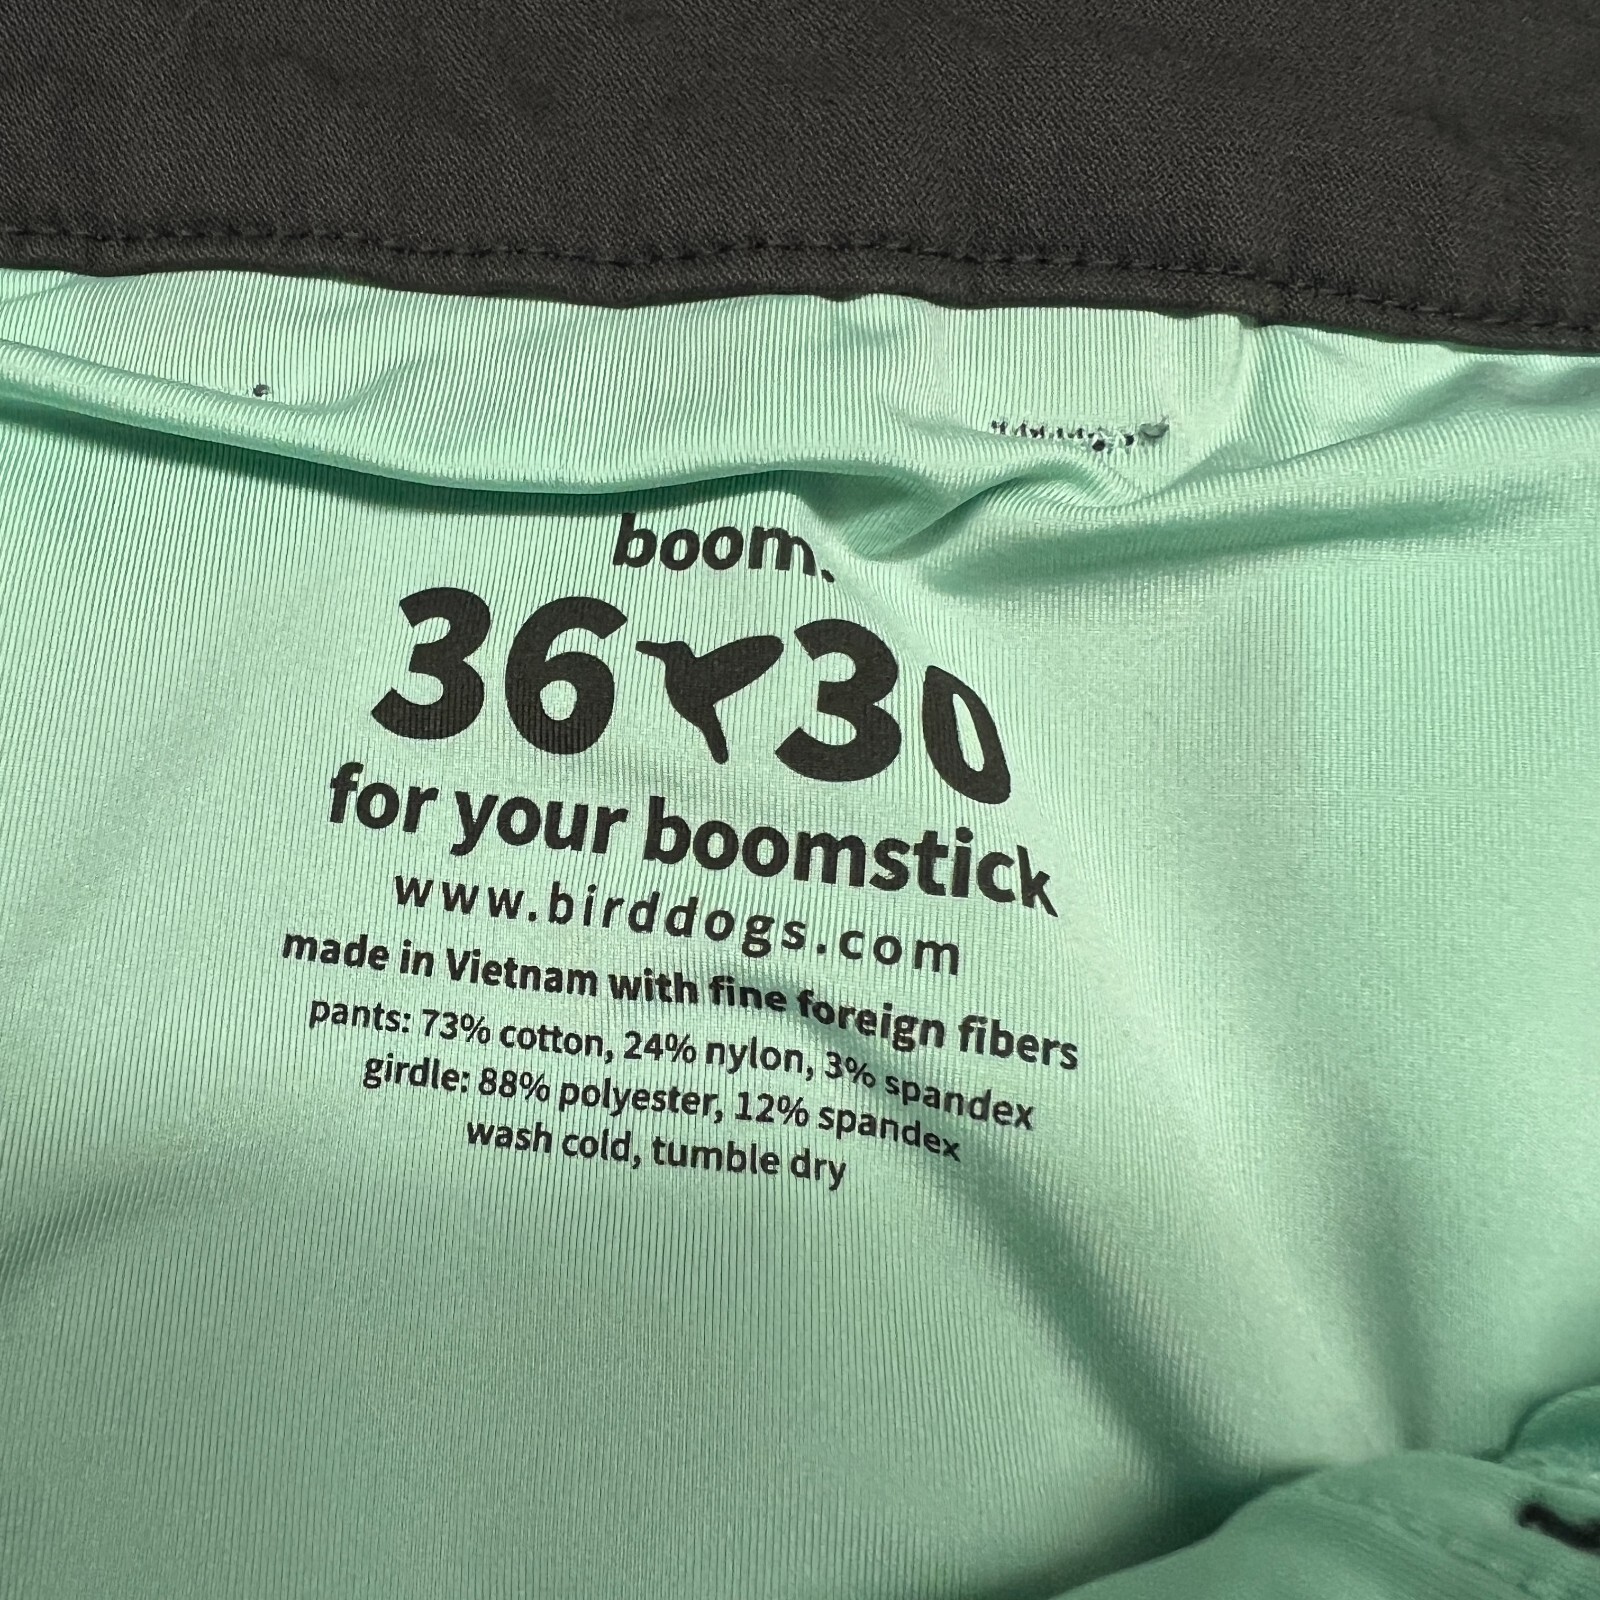 boom.
36 30
for your boomstick
www.birddogs.com
made in Vietnam with fine foreign fibers
pants: 73% cotton, 24% nylon, 3% spandex
girdle: 88% polyester, 12% spandex
wash cold, tumble dry